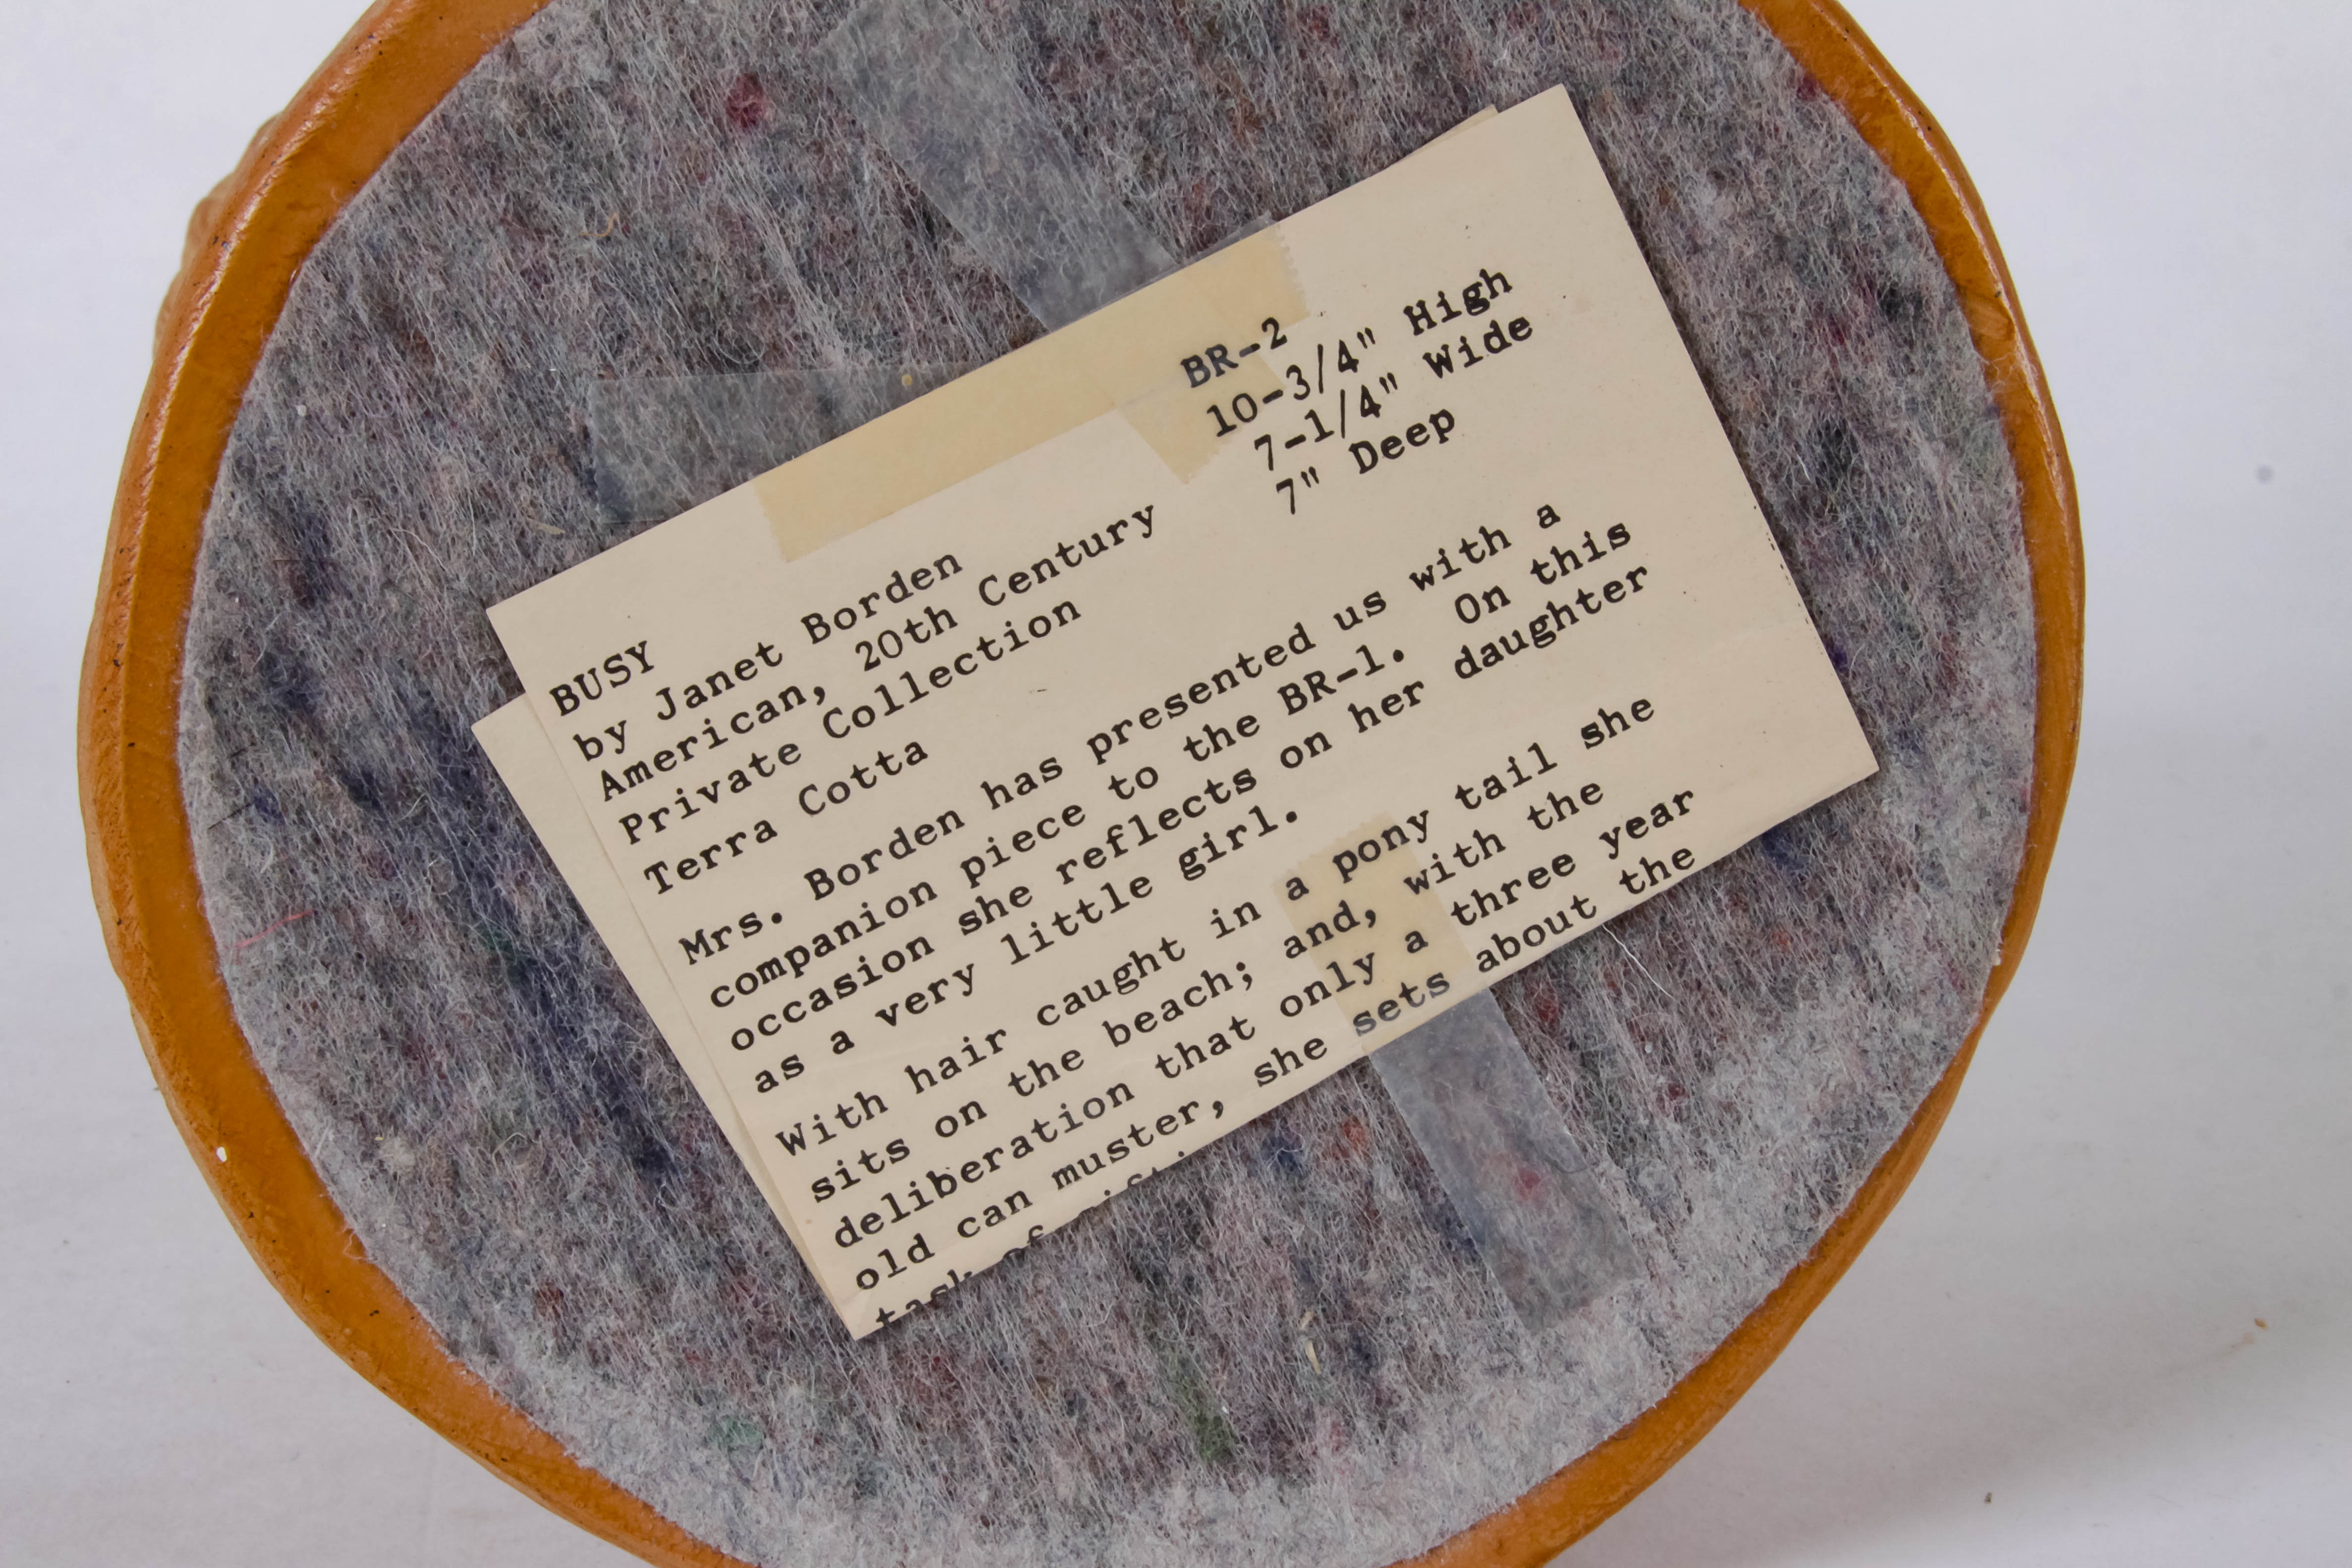 BR-2
10-3/4" High
7-1/4" Wide
7" Deep
BUSY
by Janet Borden
American, 20th Century
Private Collection
Terra Cotta
Mrs. Borden has presented us with a
companion piece to the BR-1. On this
occasion she reflects on her daughter
as a very little girl.
With hair caught in a pony tail she
sits on the beach; and, with the
deliberation that only a three year
old can muster, she sets about the
task of